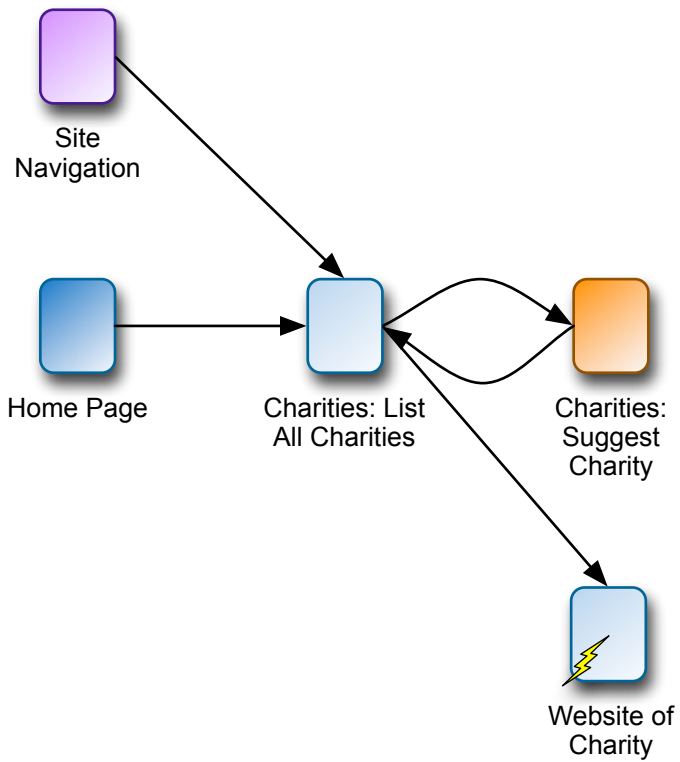 Site
Navigation
Home Page
Charities: List
All Charities
Charities:
Suggest
Charity
Website of
Charity